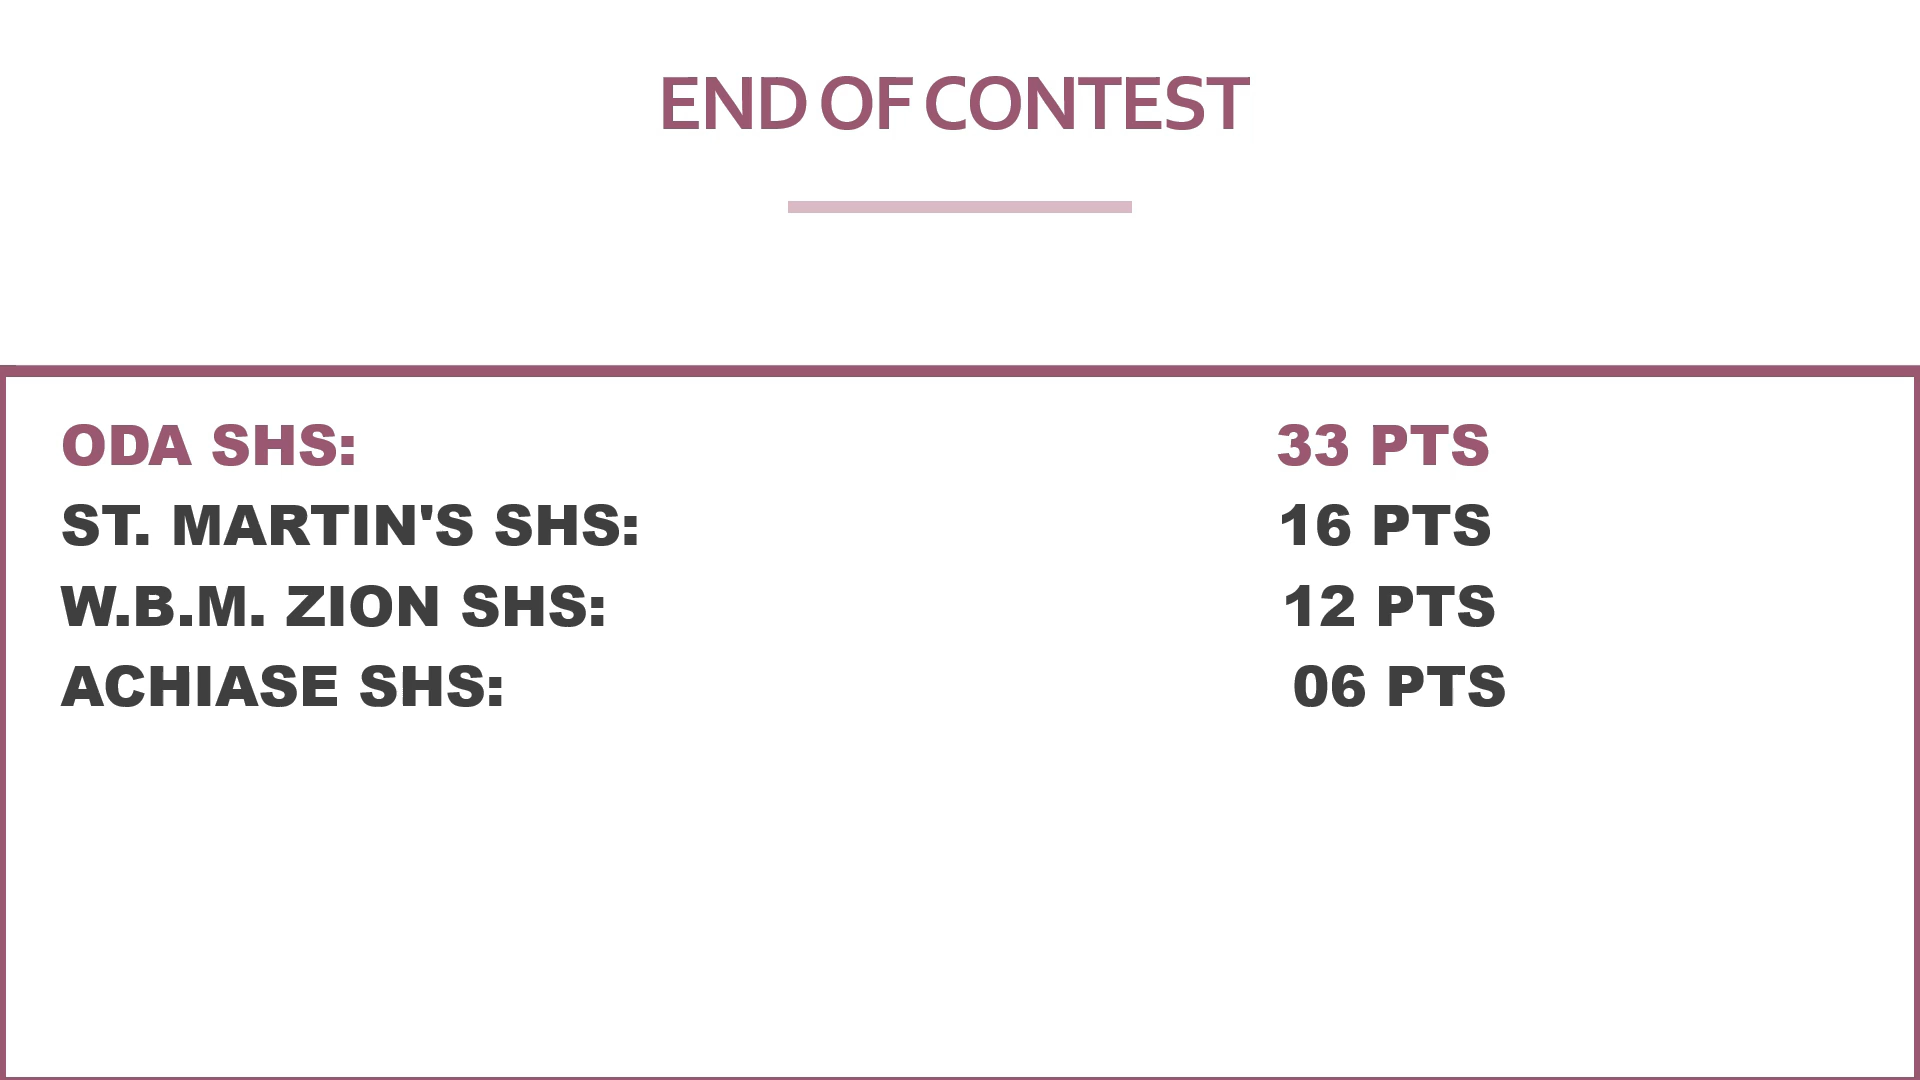 END OF CONTEST
ODA SHS: 33 PTS
ST. MARTIN'S SHS: 16 PTS
W.B.M. ZION SHS: 12 PTS
ACHIASE SHS: 06 PTS